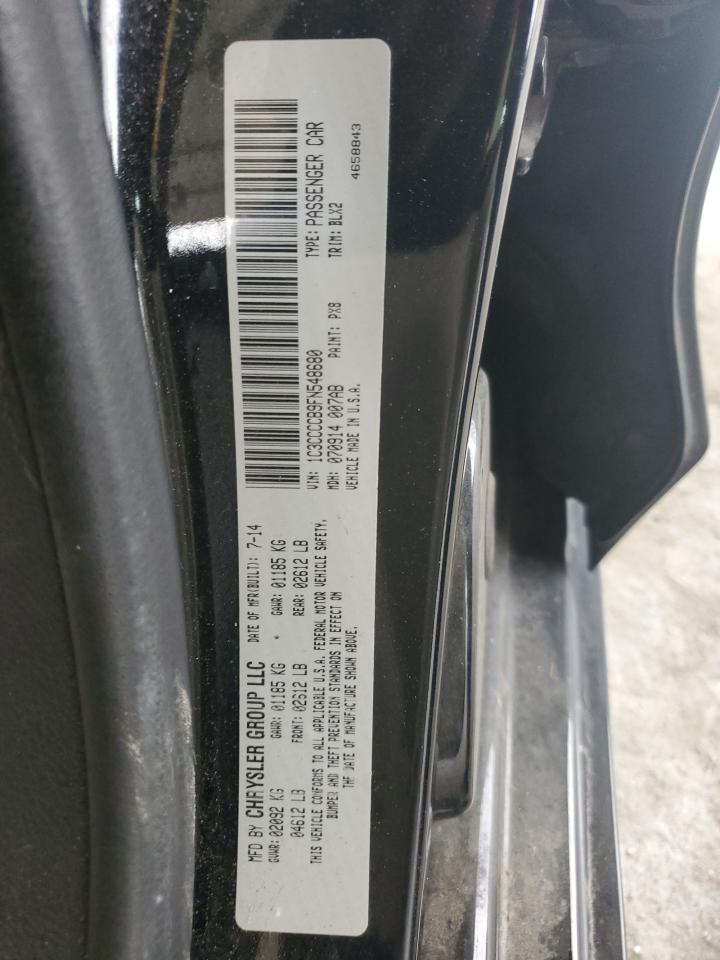 MFD BY CHRYSLER GROUP LLC DATE OF MFR(BUILT): 7-14
GVWR: 02092 KG GAWR: 01185 KG GAWR: 01185 KG
04612 LB FRONT: 02612 LB REAR: 02612 LB
THIS VEHICLE CONFORMS TO ALL APPLICABLE U.S.A. FEDERAL MOTOR VEHICLE SAFETY,
BUMPER AND THEFT PREVENTION STANDARDS IN EFFECT ON
THE DATE OF MANUFACTURE SHOWN ABOVE.
VIN: 1C3CCCCB9FN548680 TYPE: PASSENGER CAR
MDH: 070914 007AB PAINT: PX8 TRIM: BLX2
VEHICLE MADE IN U.S.A. 4658843